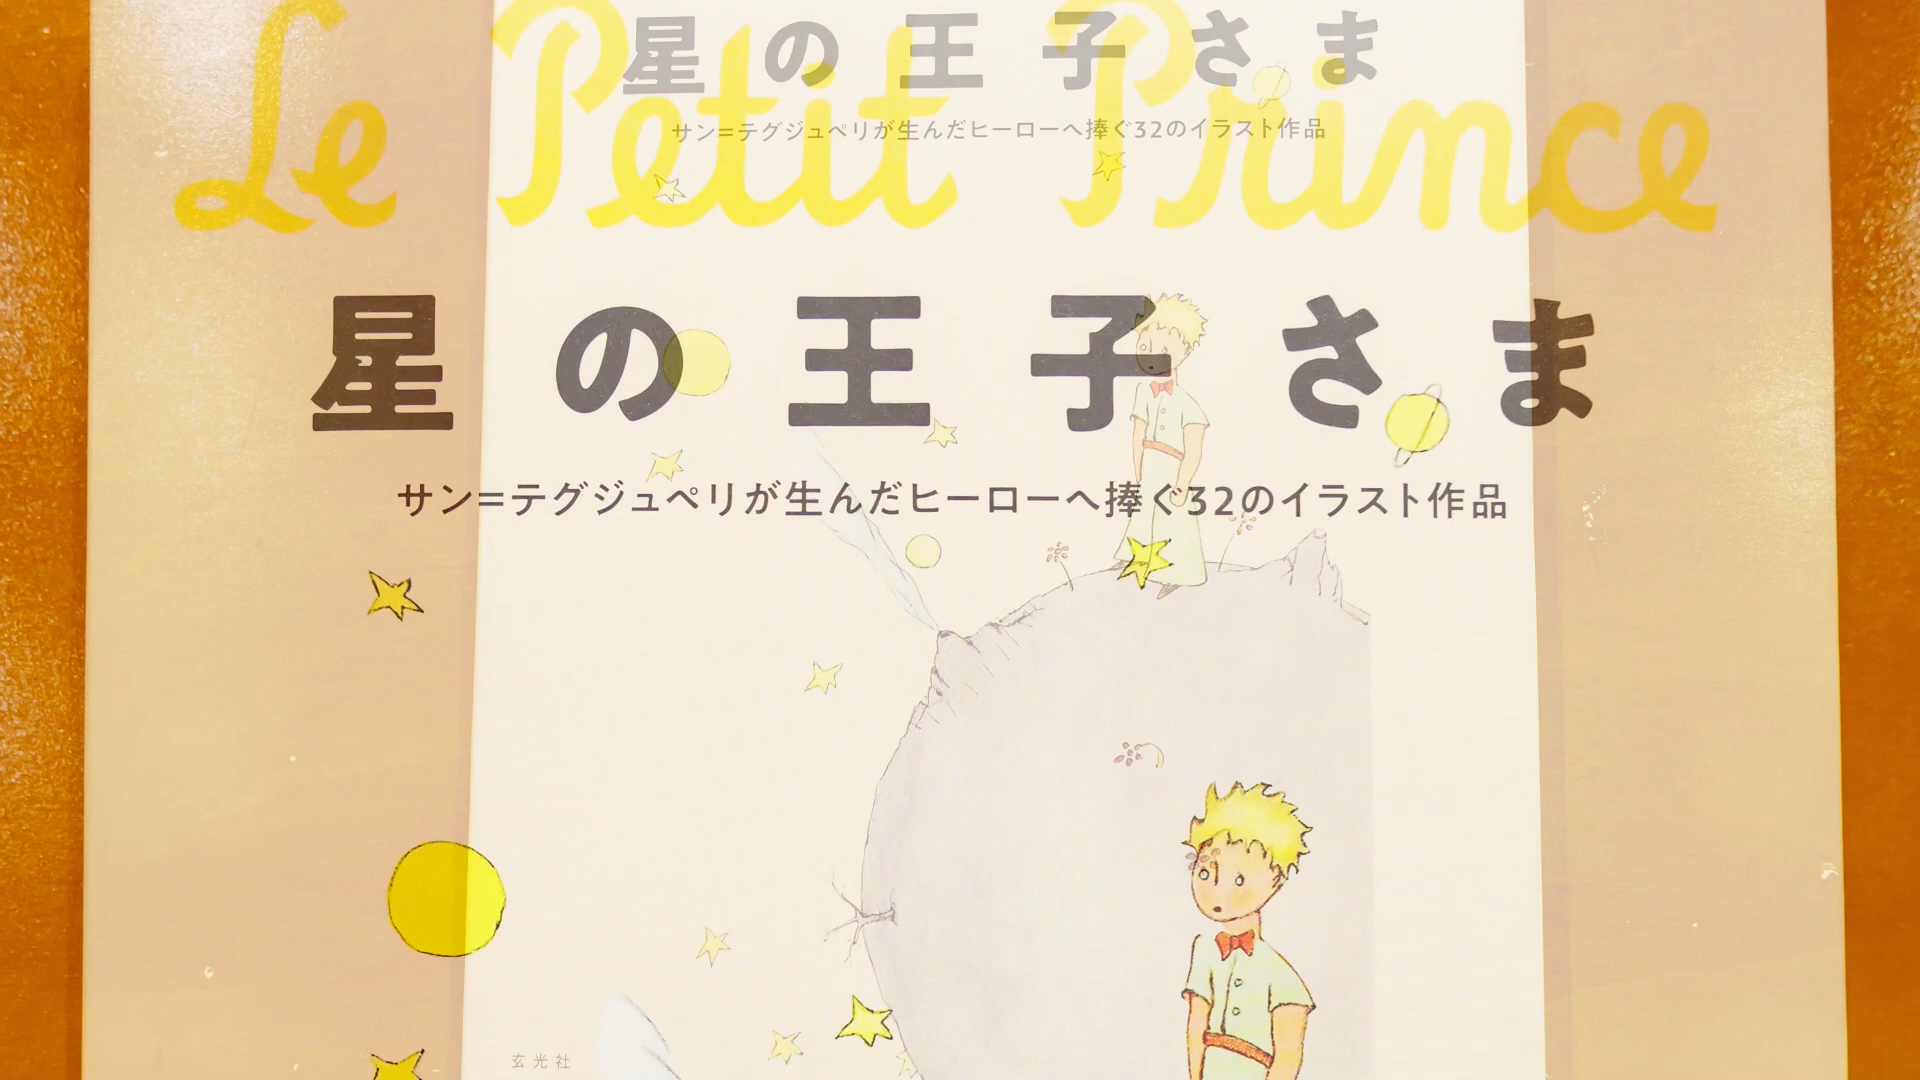 星の王子さま
サン=テグジュペリが生んだヒーローへ捧ぐ32のイラスト作品
Le Petit Prince
星の王子さま
サン=テグジュペリが生んだヒーローへ捧ぐ32のイラスト作品
玄光社